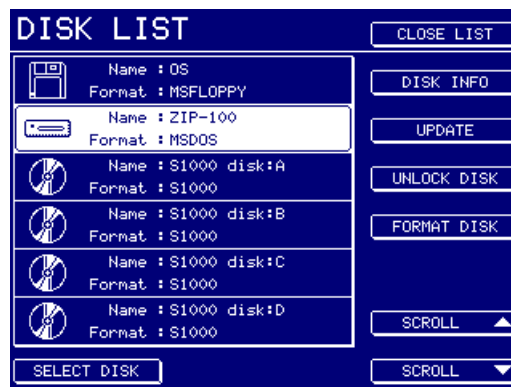 DISK LIST
CLOSE LIST
Name : OS
Format : MSFLOPPY
DISK INFO
Name : ZIP-100
Format : MSDOS
UPDATE
Name : S1000 disk:A
Format : S1000
UNLOCK DISK
Name : S1000 disk:B
Format : S1000
FORMAT DISK
Name : S1000 disk:C
Format : S1000
Name : S1000 disk:D
Format : S1000
SCROLL
SELECT DISK
SCROLL